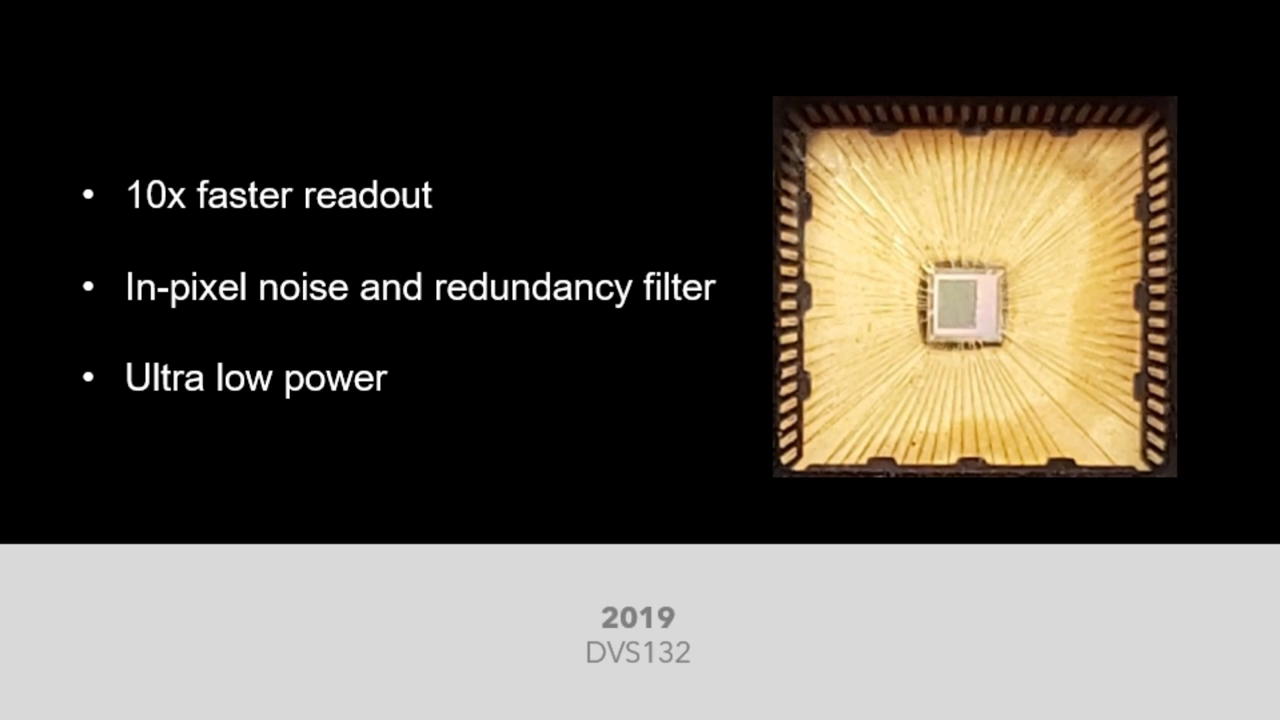 • 10x faster readout
• In-pixel noise and redundancy filter
• Ultra low power
2019
DVS132